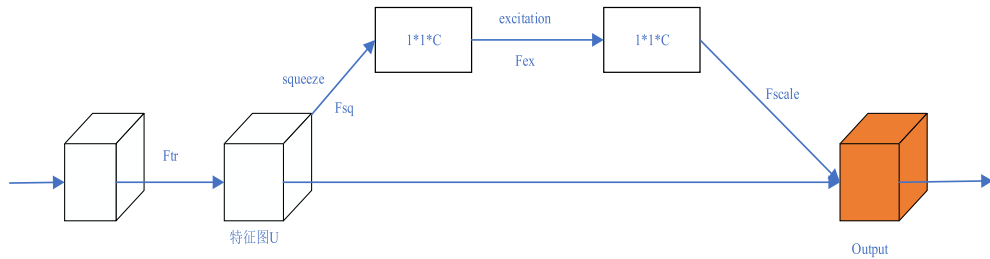 excitation
1*1*C
1*1*C
Fex
squeeze
Fsq
Fscale
Ftr
特征图U
Output